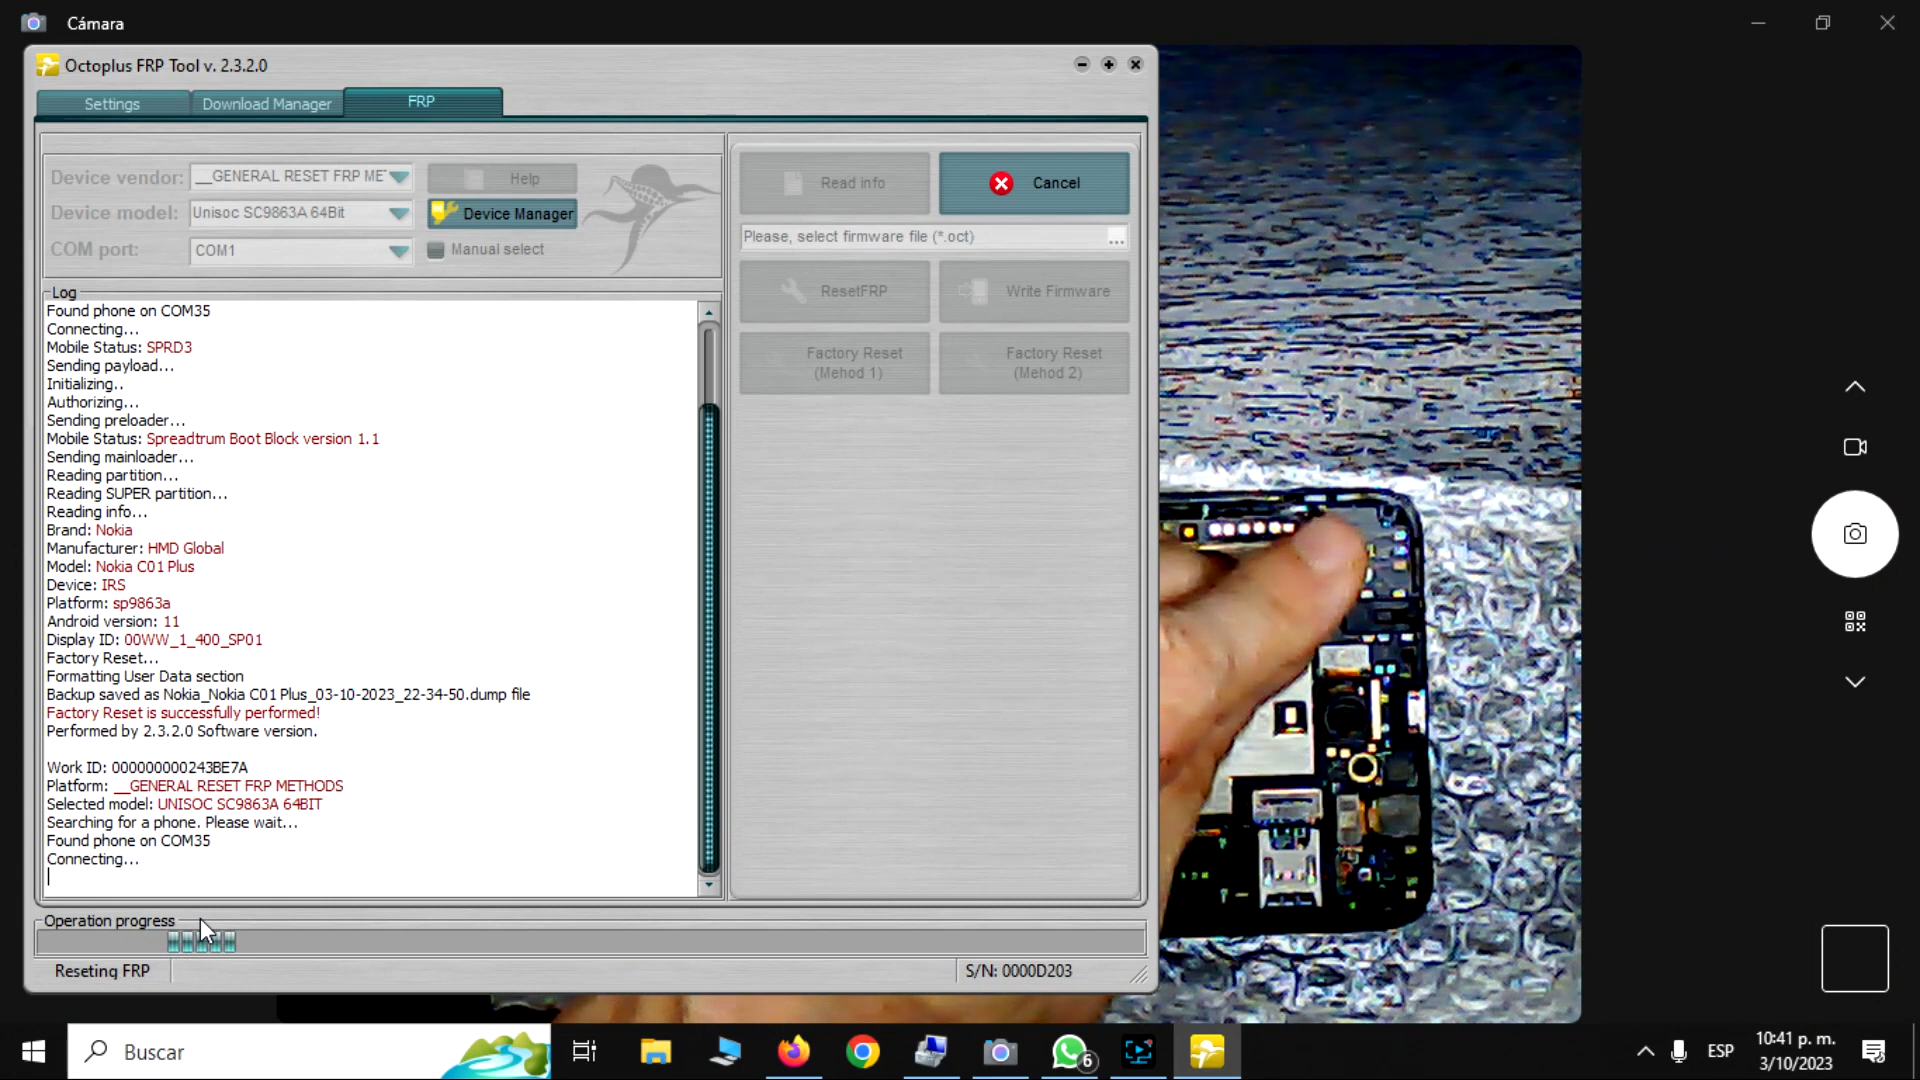 Cámara
Octoplus FRP Tool v. 2.3.2.0
Settings
Download Manager
FRP
Device vendor: __GENERAL RESET FRP ME
Help
Device model: Unisoc SC9863A 64Bit
Device Manager
COM port: COM1
Manual select
Read info
Cancel
Please, select firmware file (*.oct)
...
ResetFRP
Write Firmware
Factory Reset
(Mehod 1)
Factory Reset
(Mehod 2)
Log
Found phone on COM35
Connecting...
Mobile Status: SPRD3
Sending payload...
Initializing..
Authorizing...
Sending preloader...
Mobile Status: Spreadtrum Boot Block version 1.1
Sending mainloader...
Reading partition...
Reading SUPER partition...
Reading info...
Brand: Nokia
Manufacturer: HMD Global
Model: Nokia C01 Plus
Device: IRS
Platform: sp9863a
Android version: 11
Display ID: 00WW_1_400_SP01
Factory Reset...
Formatting User Data section
Backup saved as Nokia_Nokia C01 Plus_03-10-2023_22-34-50.dump file
Factory Reset is successfully performed!
Performed by 2.3.2.0 Software version.
Work ID: 000000000243BE7A
Platform: __GENERAL RESET FRP METHODS
Selected model: UNISOC SC9863A 64BIT
Searching for a phone. Please wait...
Found phone on COM35
Connecting...
Operation progress
Reseting FRP
S/N: 0000D203
Buscar
6
ESP
10:41 p. m.
3/10/2023